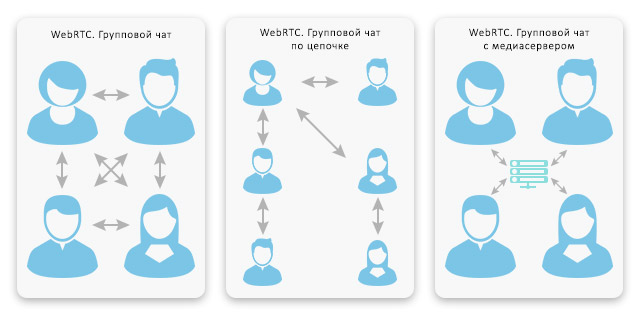 WebRTC. Групповой чат
WebRTC. Групповой чат
по цепочке
WebRTC. Групповой чат
с медиасервером